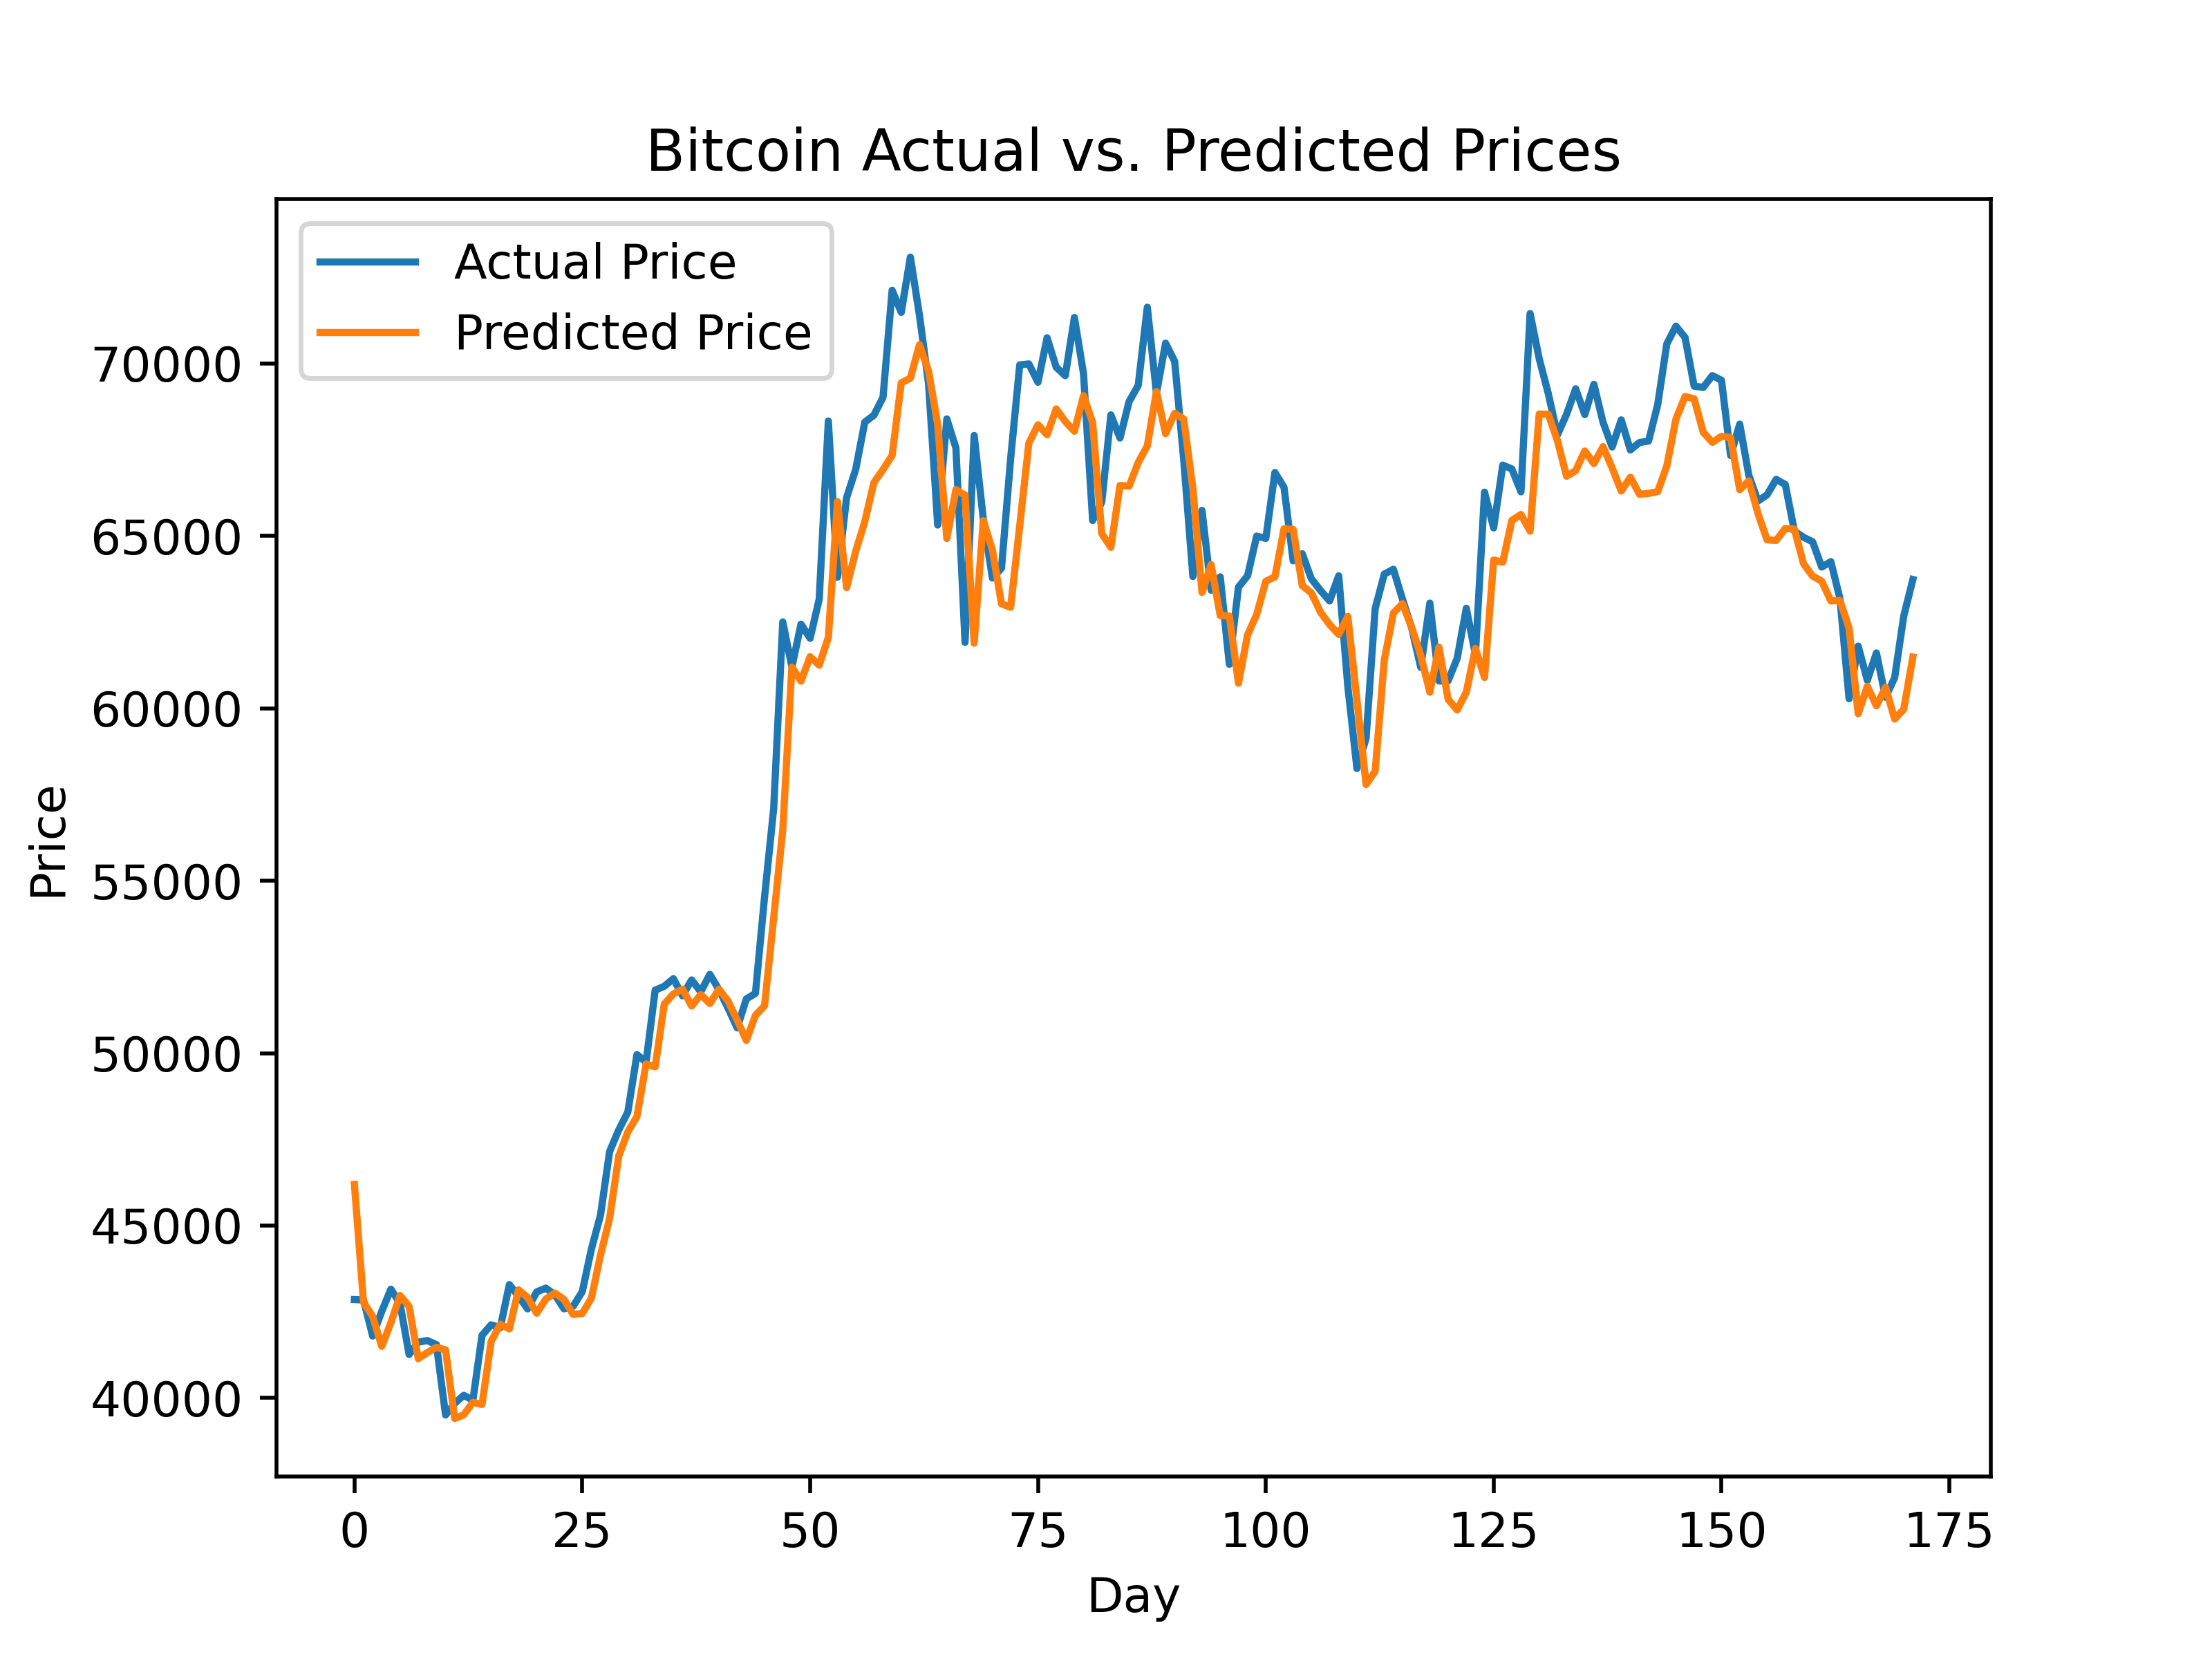 Bitcoin Actual vs. Predicted Prices
Actual Price
Predicted Price
70000
65000
60000
55000
50000
45000
40000
Price
0 25 50 75 100 125 150 175
Day